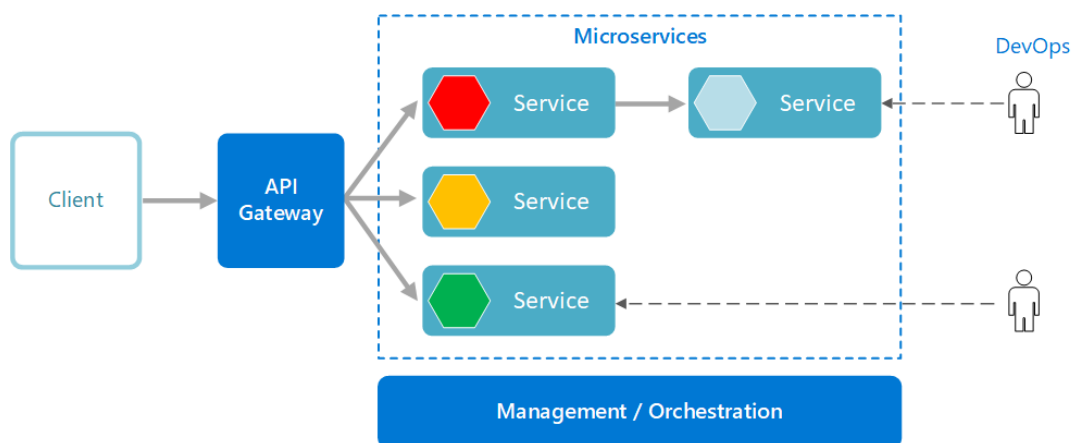 Microservices
DevOps
Service
Service
Client
API
Gateway
Service
Service
Management / Orchestration